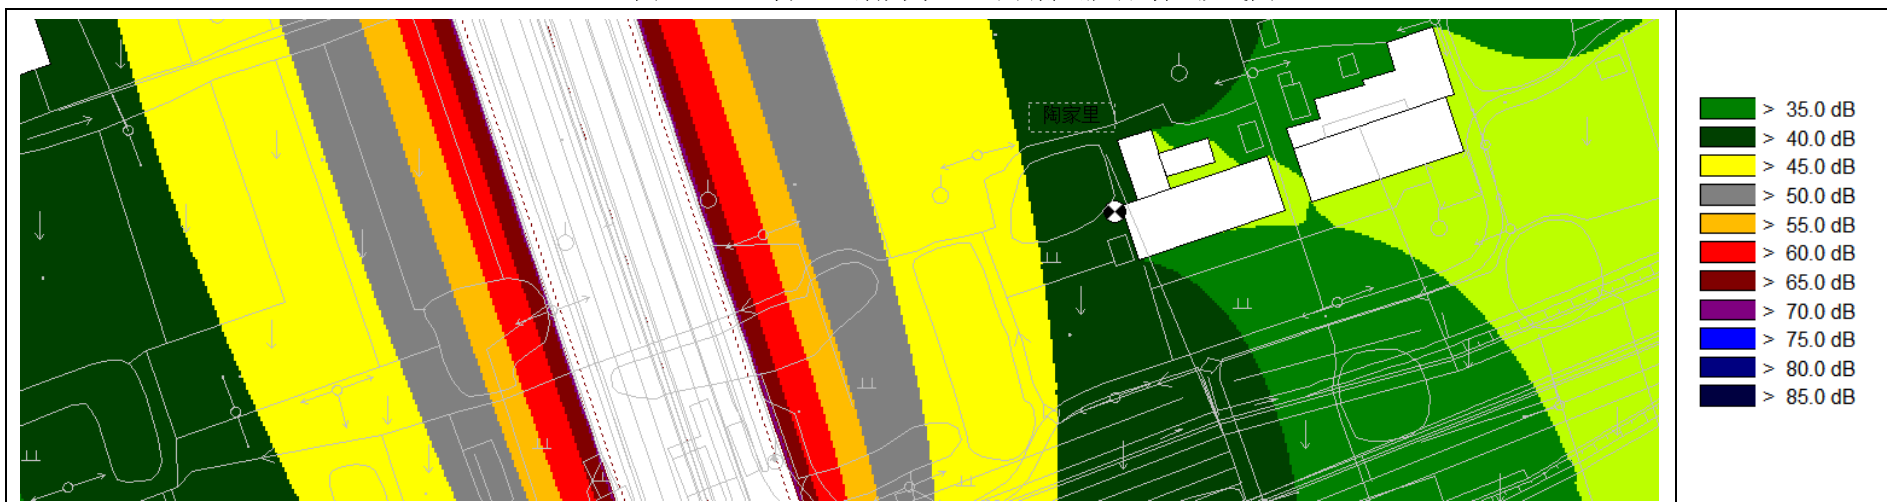 陶家里
> 35.0 dB
> 40.0 dB
> 45.0 dB
> 50.0 dB
> 55.0 dB
> 60.0 dB
> 65.0 dB
> 70.0 dB
> 75.0 dB
> 80.0 dB
> 85.0 dB